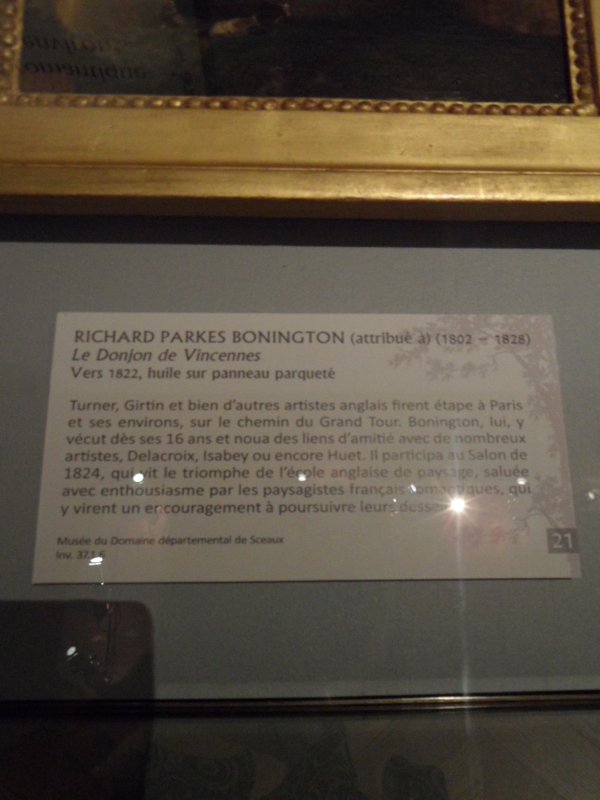 RICHARD PARKES BONINGTON (attribué à) (1802 – 1828)
Le Donjon de Vincennes
Vers 1822, huile sur panneau parqueté
Turner, Girtin et bien d'autres artistes anglais firent étape à Paris
et ses environs, sur le chemin du Grand Tour. Bonington, lui, y
vécut dès ses 16 ans et noua des liens d'amitié avec de nombreux
artistes, Delacroix, Isabey ou encore Huet. Il participa au Salon de
1824, qui vit le triomphe de l'école anglaise de paysage, saluée
avec enthousiasme par les paysagistes français romantiques, qui
y virent un encouragement à poursuivre leurs
Musée du Domaine départemental de Sceaux
Inv. 37.1.6
21